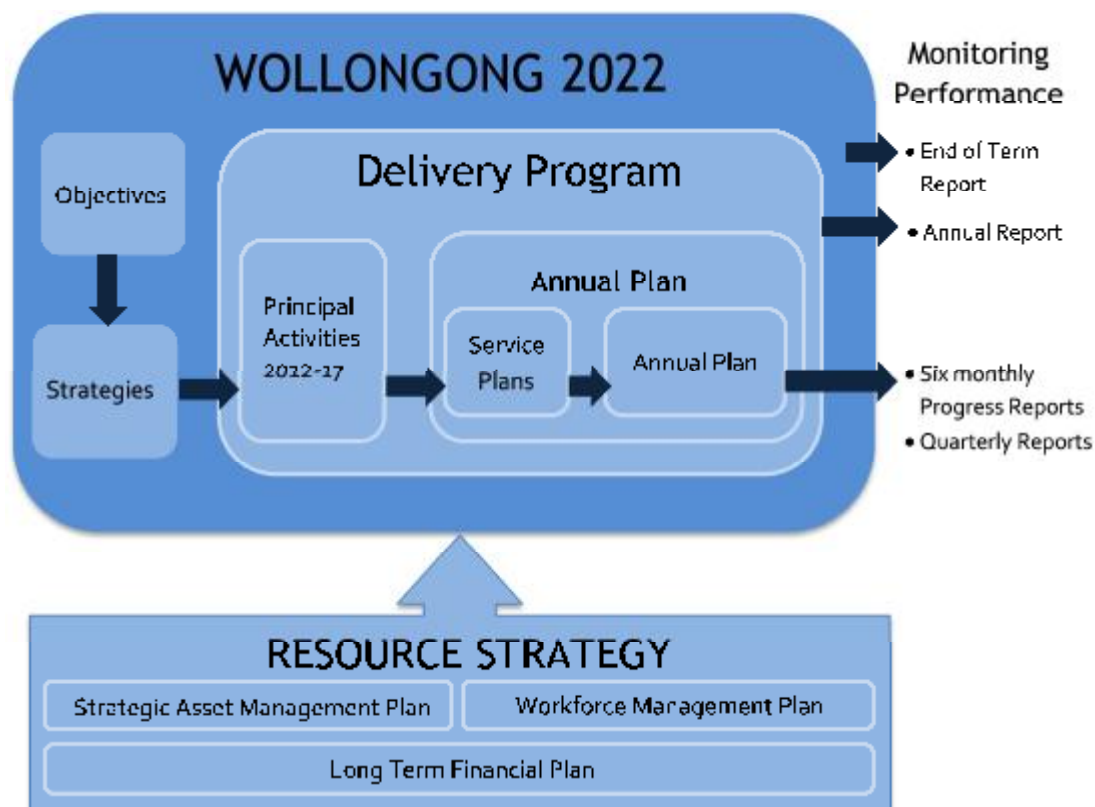 WOLLONGONG 2022
Monitoring
Performance
Delivery Program
• End of Term
Report
Objectives
• Annual Report
Annual Plan
Principal
Activities
2022-17
Service
Plans
Annual Plan
Strategies
• Six monthly
Progress Reports
• Quarterly Reports
RESOURCE STRATEGY
Strategic Asset Management Plan
Workforce Management Plan
Long Term Financial Plan